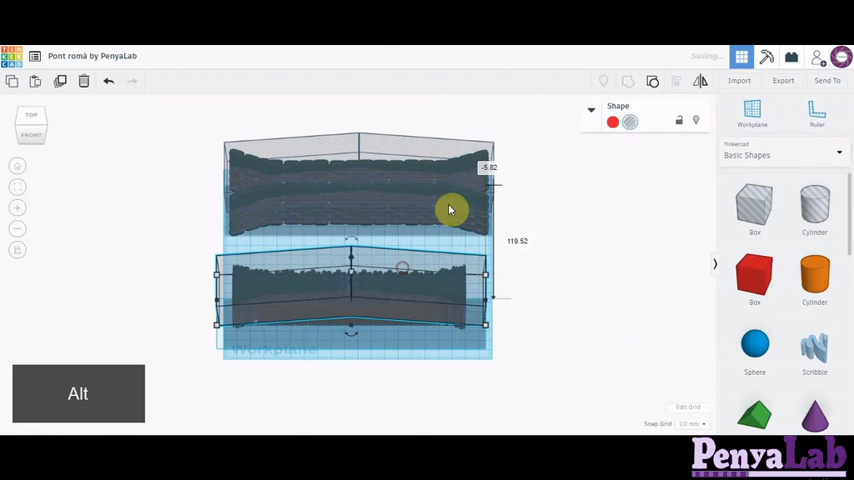 TIN
KER
CAD
Pont romà by PenyaLab
Saving...
Import
Export
Send To
TOP
FRONT
Shape
Workplane
Ruler
Tinkercad
Basic Shapes
-5.82
119.52
Box
Cylinder
Box
Cylinder
Sphere
Scribble
Workplane
Edit Grid
Snap Grid
1.0 mm
Alt
PenyaLab